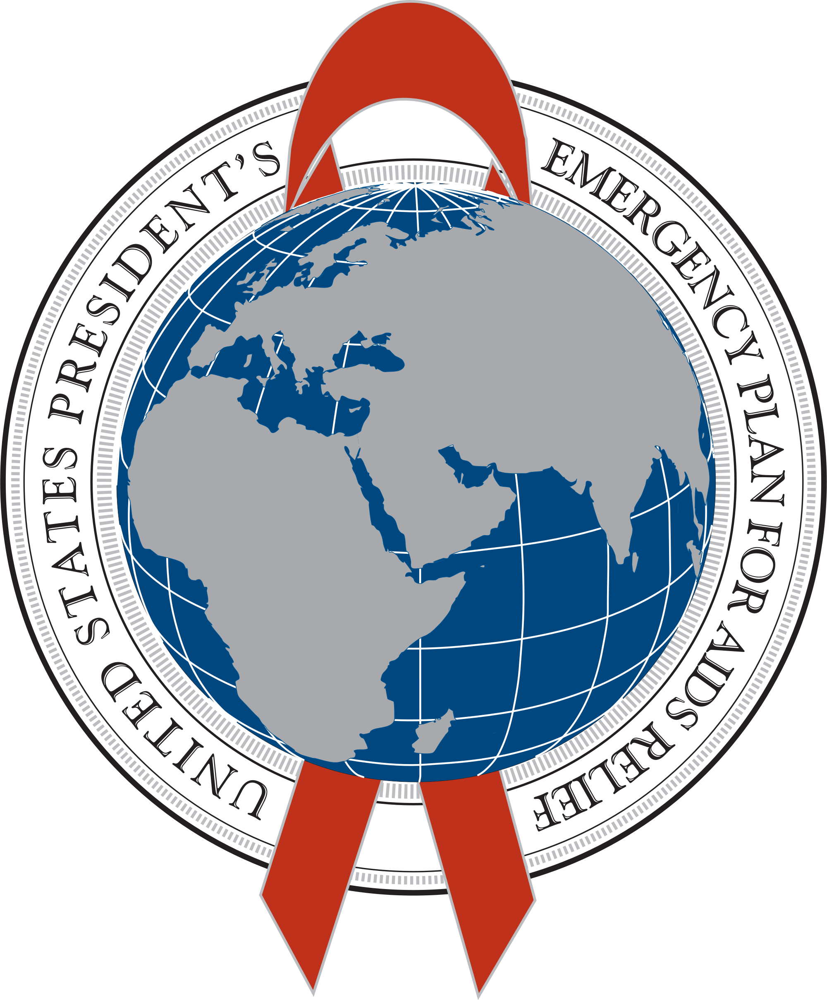 UNITED STATES PRESIDENT'S
EMERGENCY PLAN FOR AIDS RELIEF